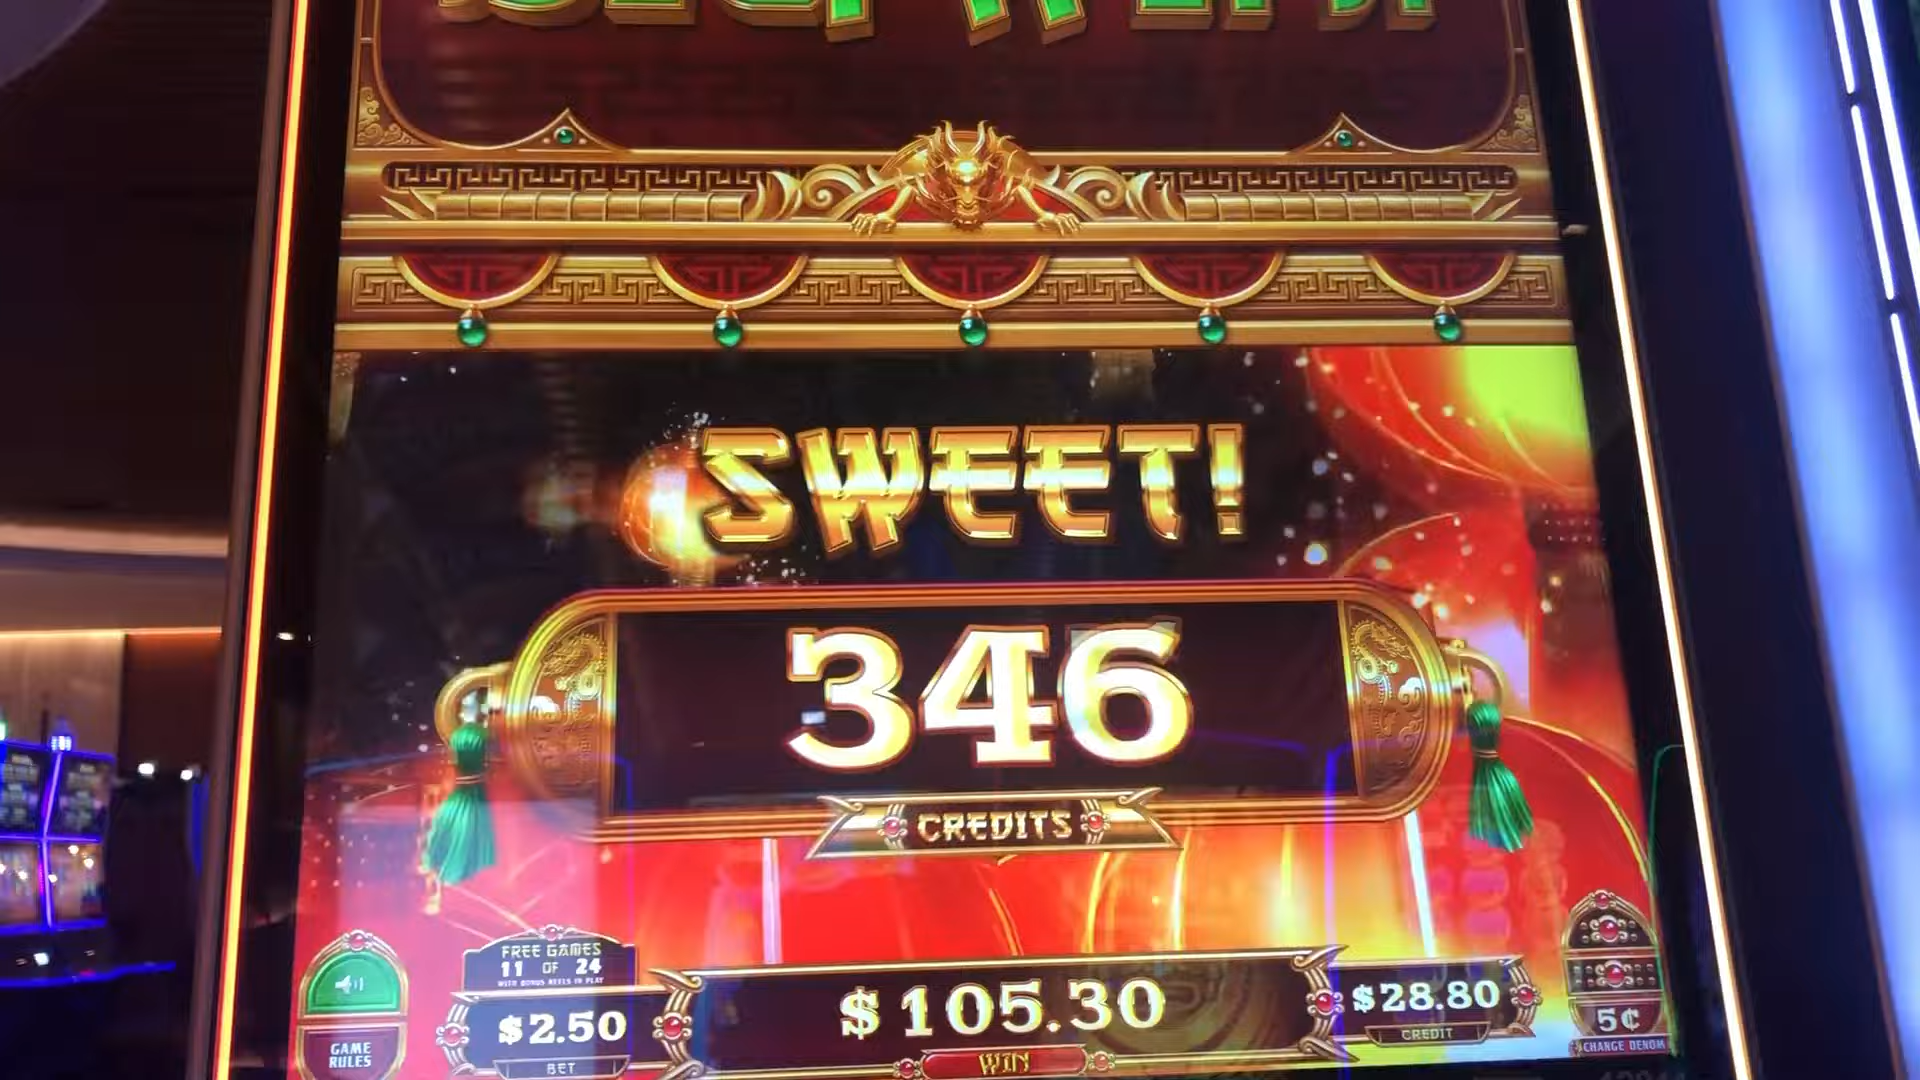 SWEET!
346
CREDITS
FREE GAMES
11 OF 24
WITH BONUS REELS IN PLAY
$2.50
BET
$105.30
WIN
$28.80
CREDIT
5¢
CHANGE DENOM
GAME
RULES